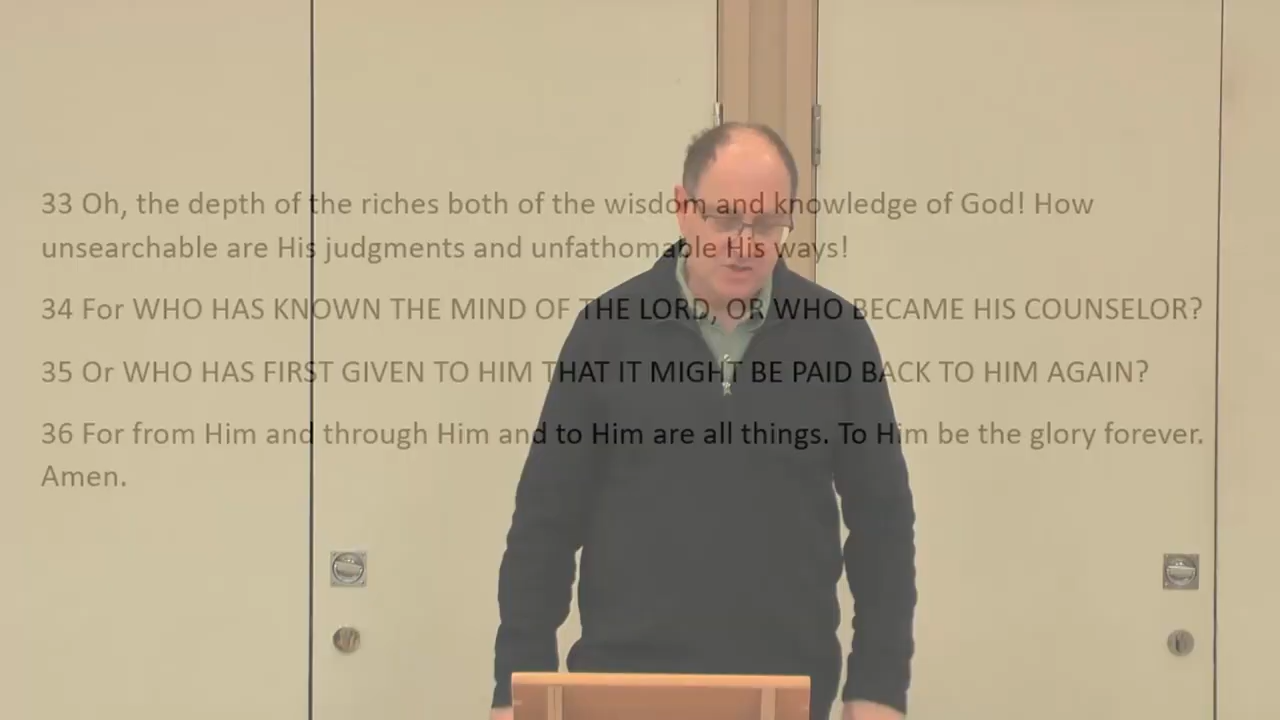 33 Oh, the depth of the riches both of the wisdom and knowledge of God! How
unsearchable are His judgments and unfathomable His ways!
34 For WHO HAS KNOWN THE MIND OF THE LORD, OR WHO BECAME HIS COUNSELOR?
35 Or WHO HAS FIRST GIVEN TO HIM THAT IT MIGHT BE PAID BACK TO HIM AGAIN?
36 For from Him and through Him and to Him are all things. To Him be the glory forever.
Amen.